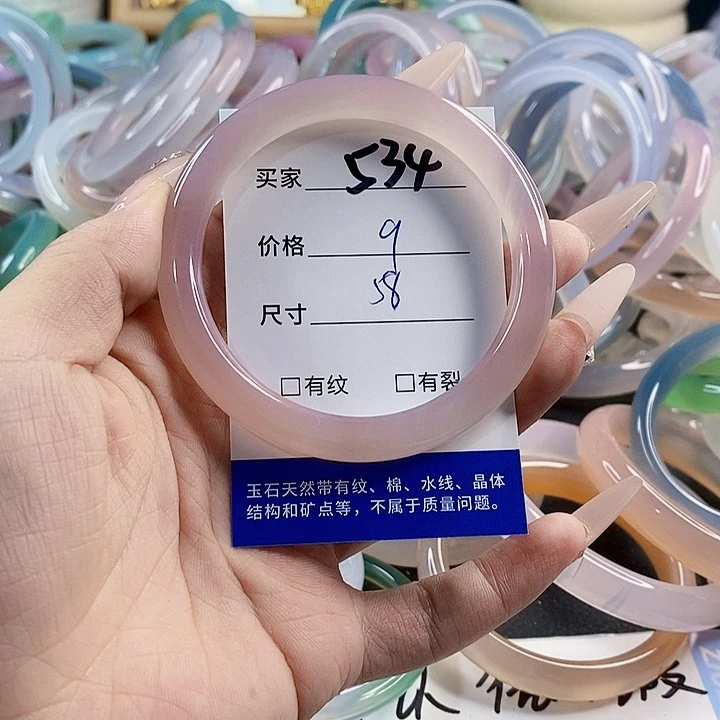 买家 534
价格 9
尺寸 58
□有纹 □有裂
玉石天然带有纹、棉、水线、晶体
结构和矿点等，不属于质量问题。